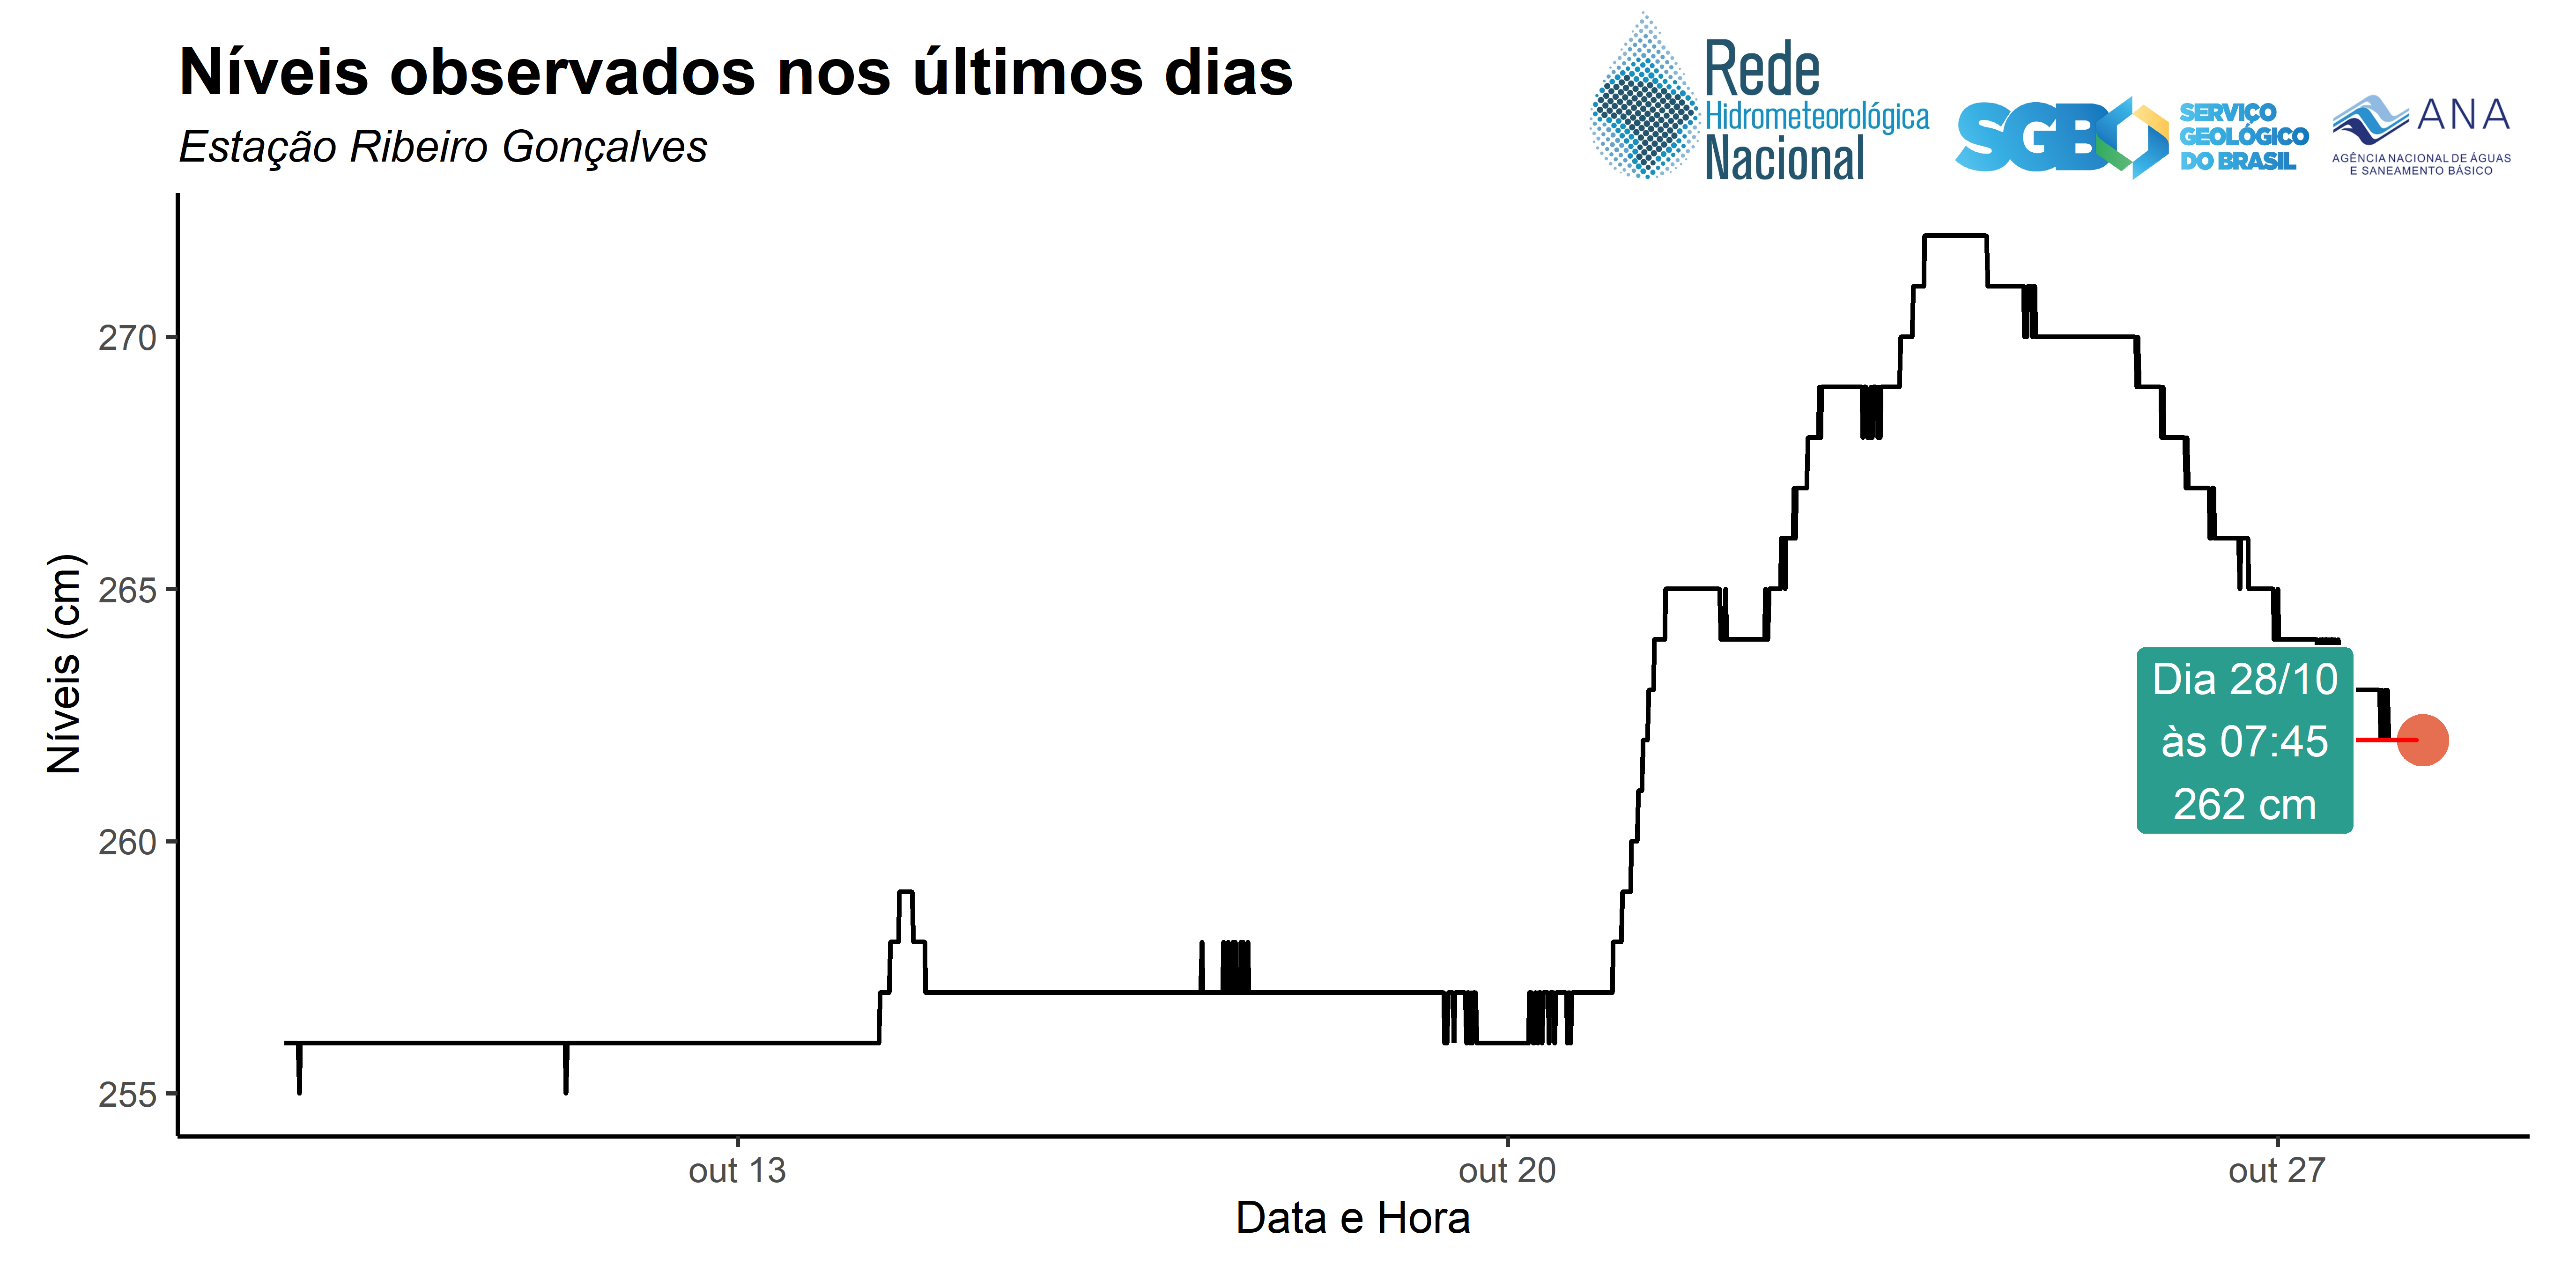 Níveis observados nos últimos dias
Estação Ribeiro Gonçalves
Rede
Hidrometeorológica
Nacional
SGB
SERVIÇO
GEOLÓGICO
DO BRASIL
ANA
AGÊNCIA NACIONAL DE ÁGUAS
E SANEAMENTO BÁSICO
Níveis (cm)
270
265
260
255
Dia 28/10
às 07:45
262 cm
out 13
out 20
out 27
Data e Hora